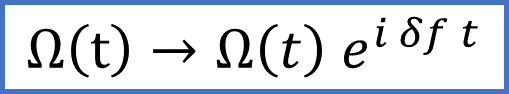 Ω(t) → Ω(t) e^{i δf t}